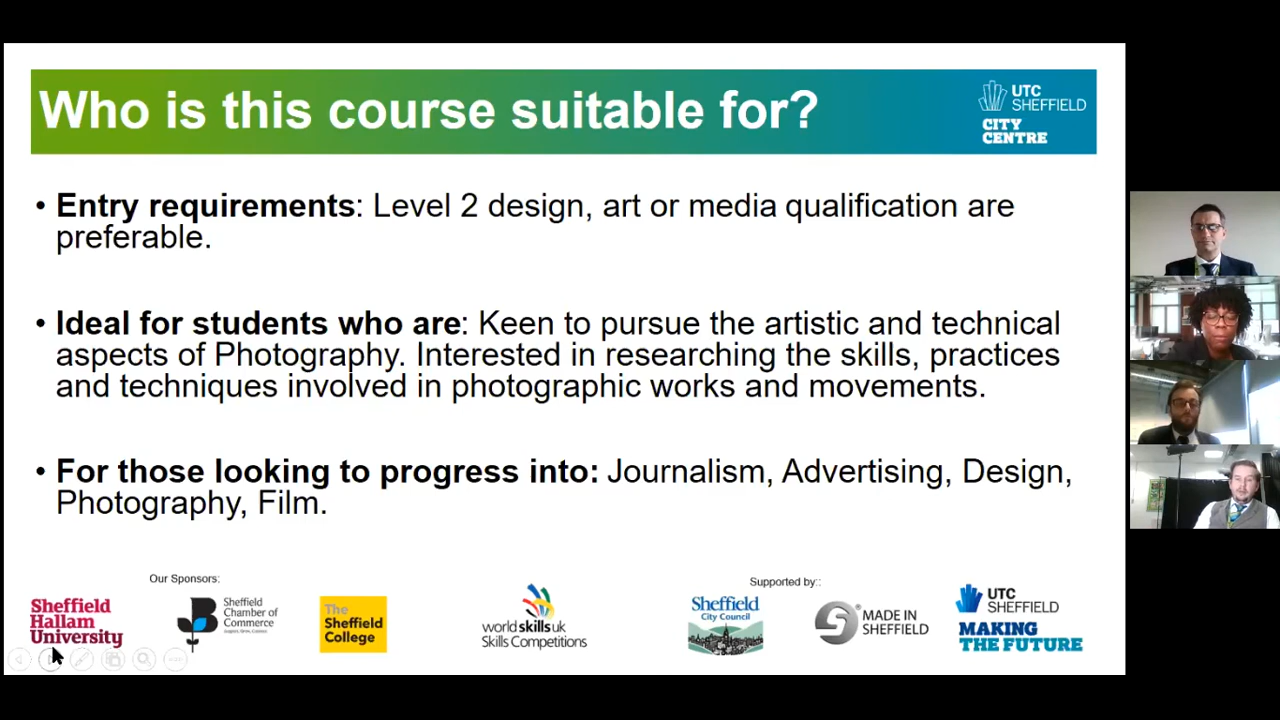 Who is this course suitable for?
UTC
SHEFFIELD
CITY
CENTRE
• Entry requirements: Level 2 design, art or media qualification are
preferable.
• Ideal for students who are: Keen to pursue the artistic and technical
aspects of Photography. Interested in researching the skills, practices
and techniques involved in photographic works and movements.
• For those looking to progress into: Journalism, Advertising, Design,
Photography, Film.
Our Sponsors:
Supported by::
Sheffield
Hallam
University
Sheffield
Chamber of
Commerce
The
Sheffield
College
worldskillsuk
Skills Competitions
Sheffield
City Council
MADE IN
SHEFFIELD
UTC
SHEFFIELD
MAKING
THE FUTURE